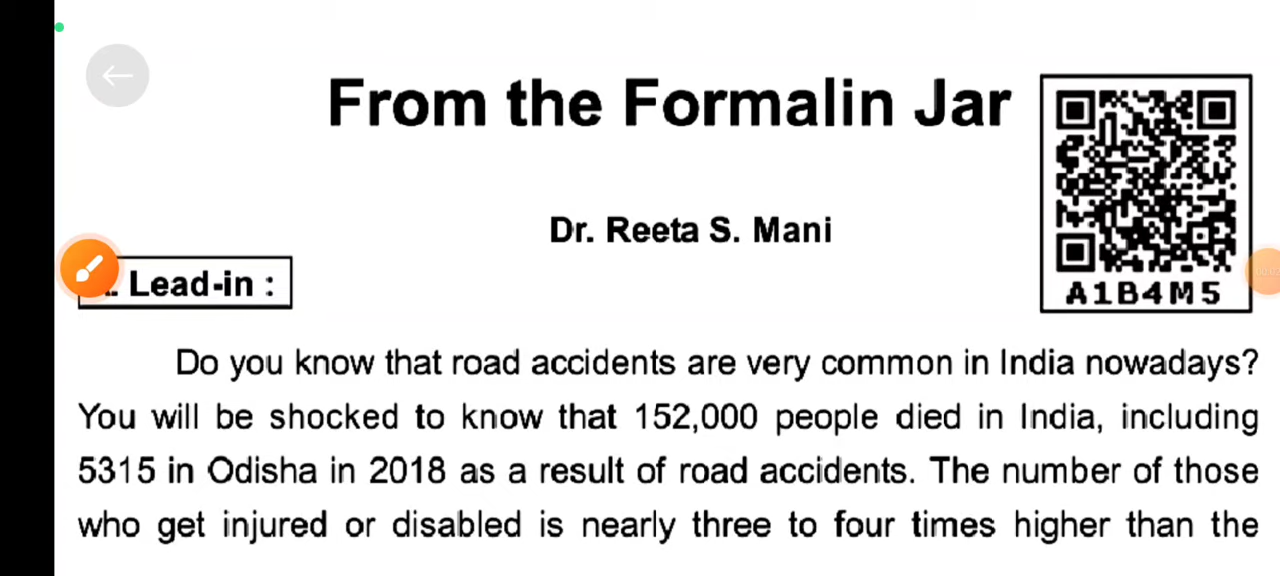 From the Formalin Jar
Dr. Reeta S. Mani
A1B4M5
Lead-in :
Do you know that road accidents are very common in India nowadays?
You will be shocked to know that 152,000 people died in India, including
5315 in Odisha in 2018 as a result of road accidents. The number of those
who get injured or disabled is nearly three to four times higher than the